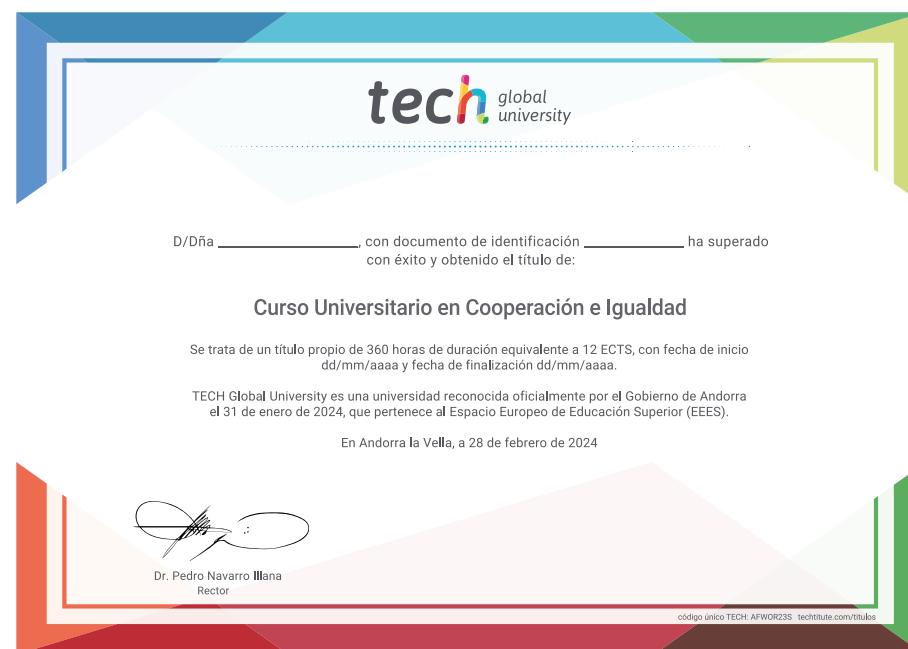 tech global university
D/Dña ____________________, con documento de identificación ______________ ha superado
con éxito y obtenido el título de:
Curso Universitario en Cooperación e Igualdad
Se trata de un título propio de 360 horas de duración equivalente a 12 ECTS, con fecha de inicio
dd/mm/aaaa y fecha de finalización dd/mm/aaaa.
TECH Global University es una universidad reconocida oficialmente por el Gobierno de Andorra
el 31 de enero de 2024, que pertenece al Espacio Europeo de Educación Superior (EEES).
En Andorra la Vella, a 28 de febrero de 2024
Dr. Pedro Navarro Illana
Rector
código único TECH: AFWOR23S techtitute.com/titulos